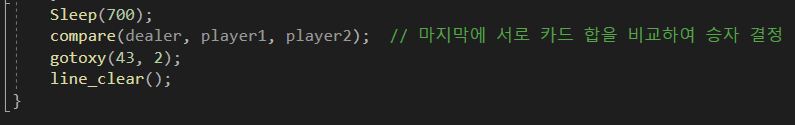 Sleep(700);
compare(dealer, player1, player2);  // 마지막에 서로 카드 합을 비교하여 승자 결정
gotoxy(43, 2);
line_clear();
}